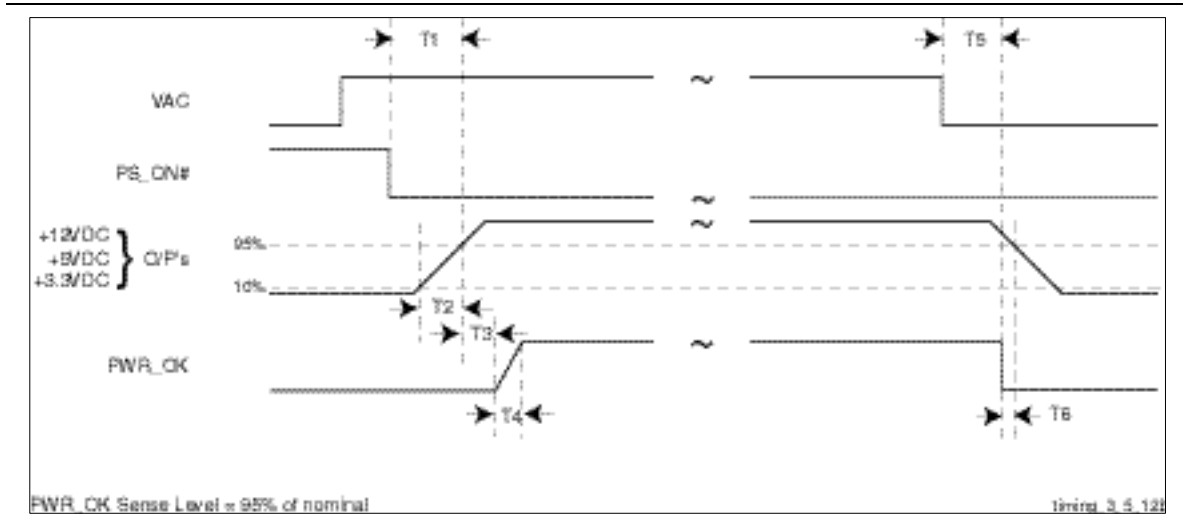 T1
T5
VAC
~
PS_ON#
~
+12VDC
+5VDC
+3.3VDC
} O/P's
95%
~
10%
T2
T3
PWR_OK
~
T4
T6
PWR_OK Sense Level = 95% of nominal
timing_3_5_12b